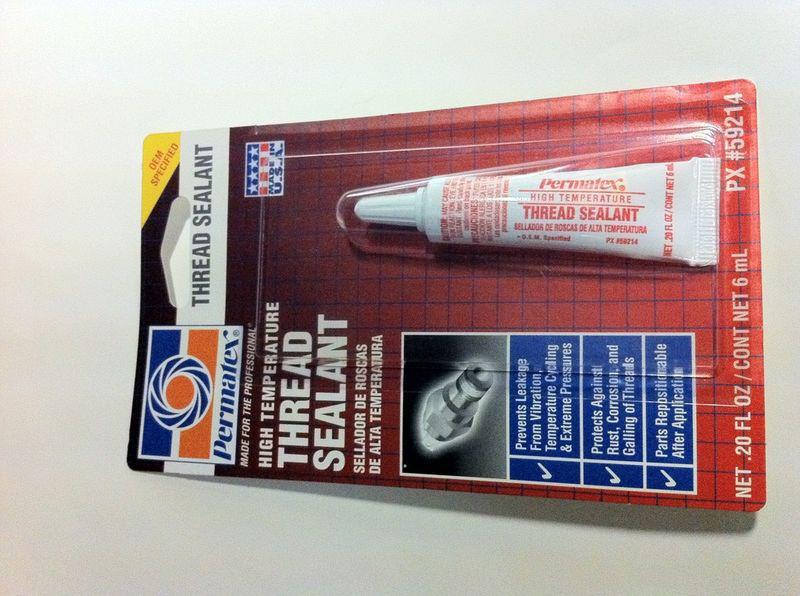 OEM
SPECIFIED
THREAD SEALANT
Permatex®
MADE FOR THE PROFESSIONAL®
MADE IN
U.S.A.
HIGH TEMPERATURE
THREAD
SEALANT
SELLADOR DE ROSCAS
DE ALTA TEMPERATURA
Prevents Leakage
From Vibration,
Temperature Cycling
& Extreme Pressures
Protects Against
Rust, Corrosion, and
Galling of Threads
Parts Repositionable
After Application
Permatex®
HIGH TEMPERATURE
THREAD SEALANT
SELLADOR DE ROSCAS DE ALTA TEMPERATURA
• O.E.M. Specified PX #59214
NET .20 FL OZ / CONT NET 6 mL
NET .20 FL OZ / CONT NET 6 mL PX #59214